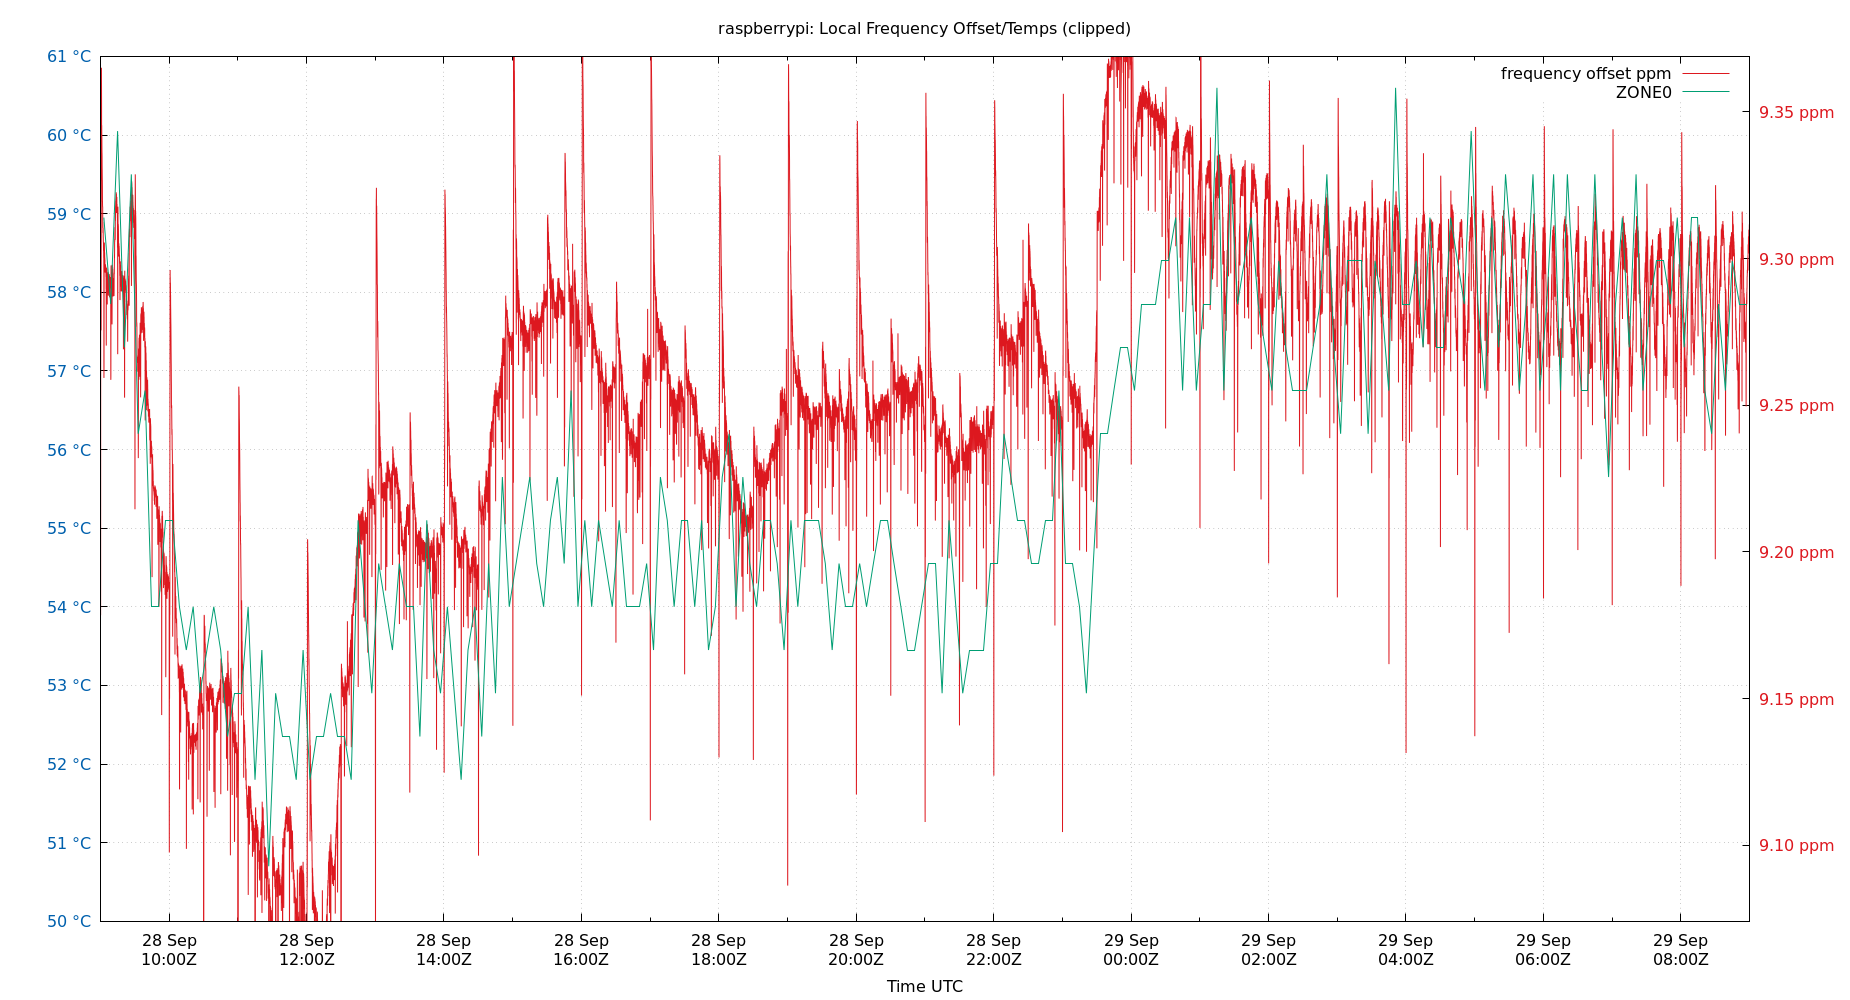 raspberrypi: Local Frequency Offset/Temps (clipped)
frequency offset ppm
ZONE0
61 °C
60 °C
59 °C
58 °C
57 °C
56 °C
55 °C
54 °C
53 °C
52 °C
51 °C
50 °C
9.35 ppm
9.30 ppm
9.25 ppm
9.20 ppm
9.15 ppm
9.10 ppm
28 Sep
10:00Z
28 Sep
12:00Z
28 Sep
14:00Z
28 Sep
16:00Z
28 Sep
18:00Z
28 Sep
20:00Z
28 Sep
22:00Z
29 Sep
00:00Z
29 Sep
02:00Z
29 Sep
04:00Z
29 Sep
06:00Z
29 Sep
08:00Z
Time UTC